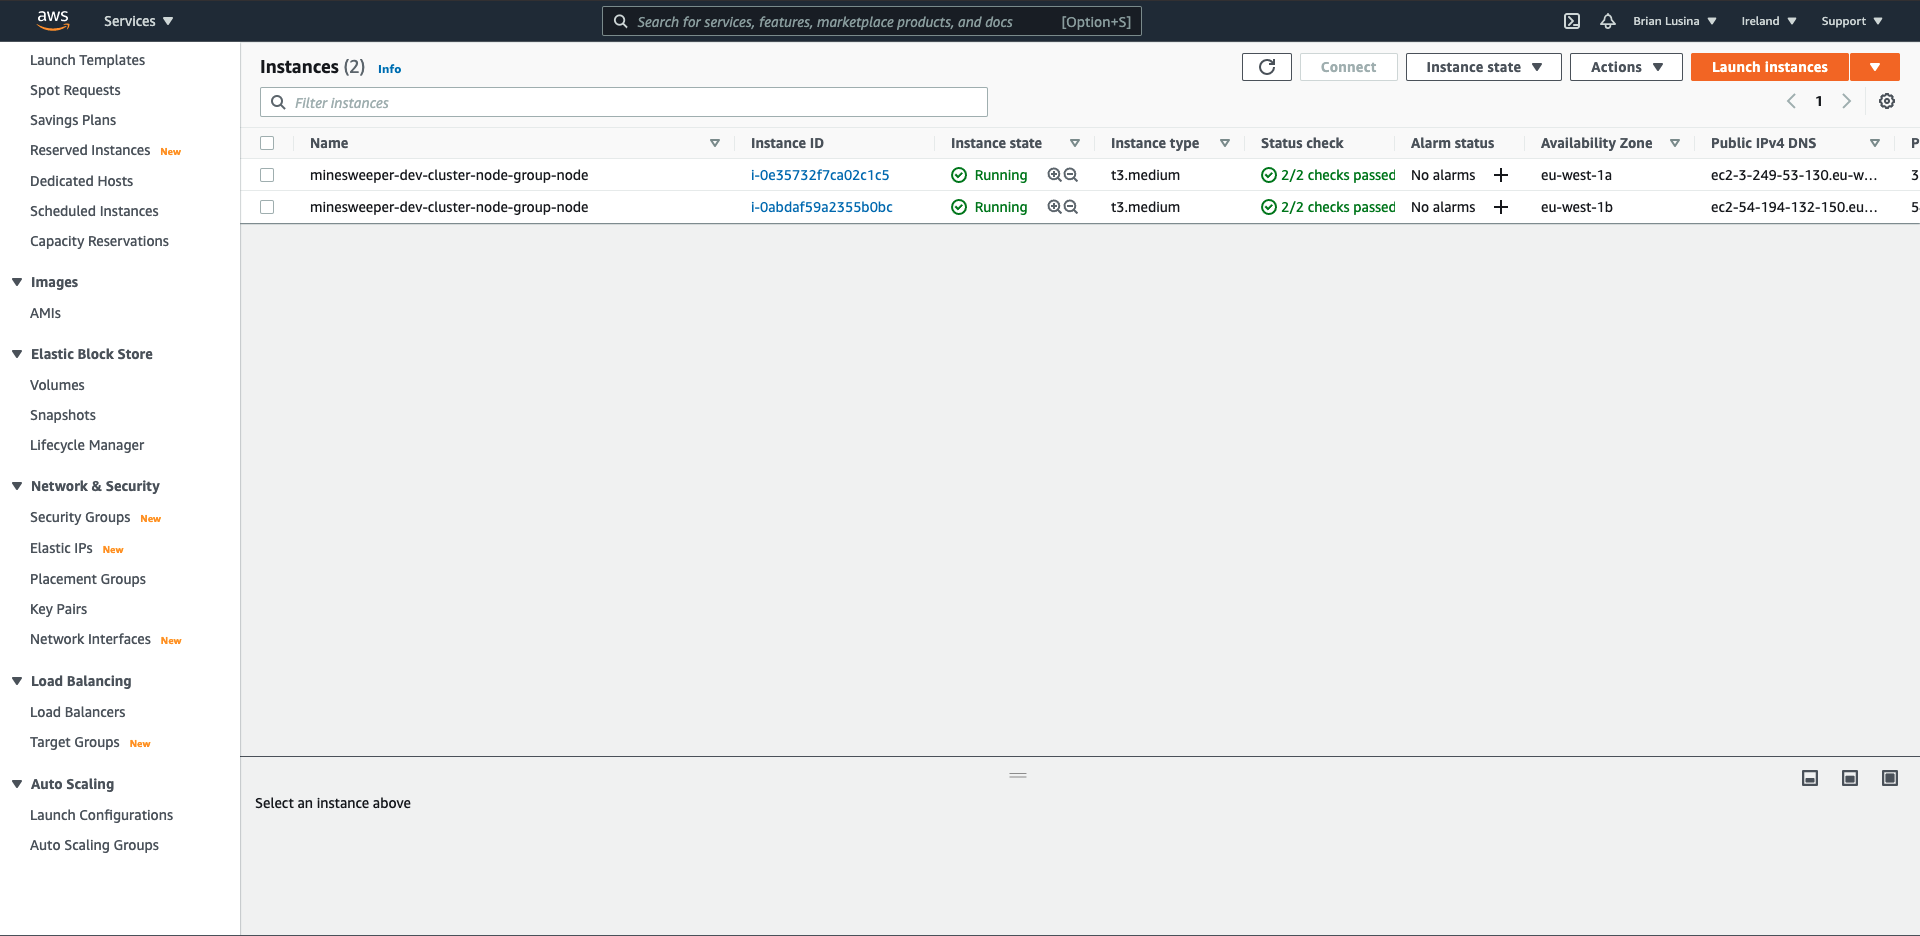 aws Services Search for services, features, marketplace products, and docs [Option+S] Brian Lusina Ireland Support
Launch Templates
Spot Requests
Savings Plans
Reserved Instances New
Dedicated Hosts
Scheduled Instances
Capacity Reservations
Images
AMIs
Elastic Block Store
Volumes
Snapshots
Lifecycle Manager
Network & Security
Security Groups New
Elastic IPs New
Placement Groups
Key Pairs
Network Interfaces New
Load Balancing
Load Balancers
Target Groups New
Auto Scaling
Launch Configurations
Auto Scaling Groups
Instances (2) Info Connect Instance state Actions Launch instances
Filter instances 1
Name Instance ID Instance state Instance type Status check Alarm status Availability Zone Public IPv4 DNS P
minesweeper-dev-cluster-node-group-node i-0e35732f7ca02c1c5 Running t3.medium 2/2 checks passed No alarms eu-west-1a ec2-3-249-53-130.eu-w... 3
minesweeper-dev-cluster-node-group-node i-0abdaf59a2355b0bc Running t3.medium 2/2 checks passed No alarms eu-west-1b ec2-54-194-132-150.eu... 5
Select an instance above